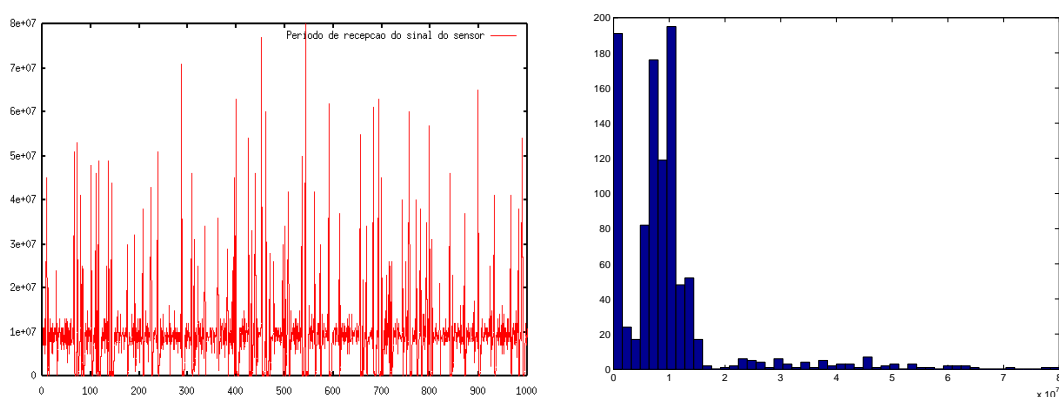 8e+07
7e+07
6e+07
5e+07
4e+07
3e+07
2e+07
1e+07
0
0 100 200 300 400 500 600 700 800 900 1000
Periodo de recepcao do sinal do sensor
200
180
160
140
120
100
80
60
40
20
0
0 1 2 3 4 5 6 7 8
x 10^7